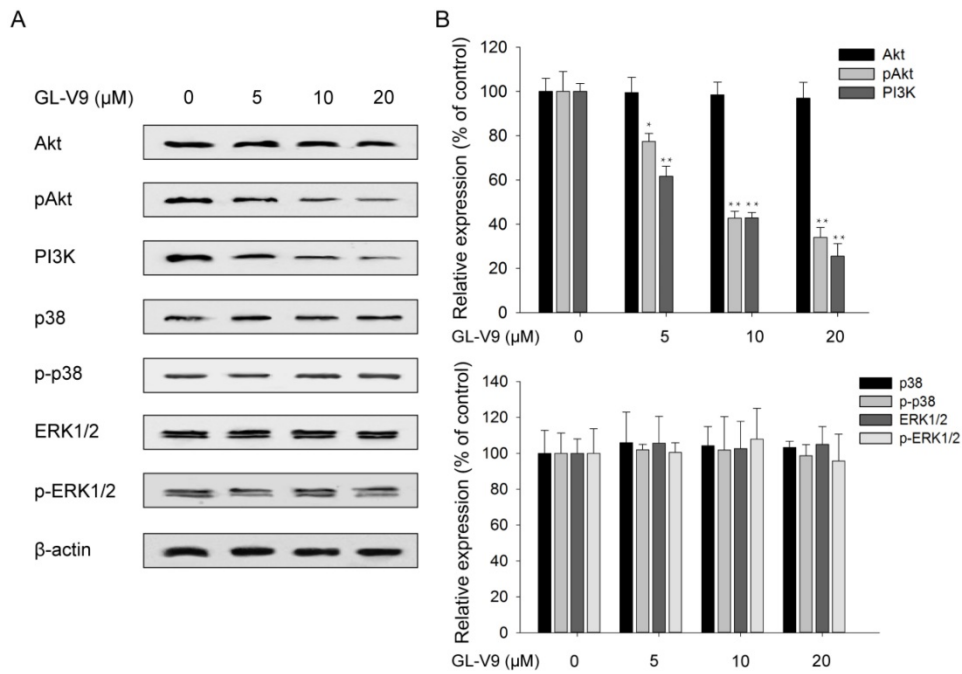 A
GL-V9 (μM) 0 5 10 20
Akt
pAkt
PI3K
p38
p-p38
ERK1/2
p-ERK1/2
β-actin
B
Relative expression (% of control)
120
100
80
60
40
20
0
Akt
pAkt
PI3K
*
**
** **
**
**
GL-V9 (μM) 0 5 10 20
Relative expression (% of control)
140
120
100
80
60
40
20
0
p38
p-p38
ERK1/2
p-ERK1/2
GL-V9 (μM) 0 5 10 20